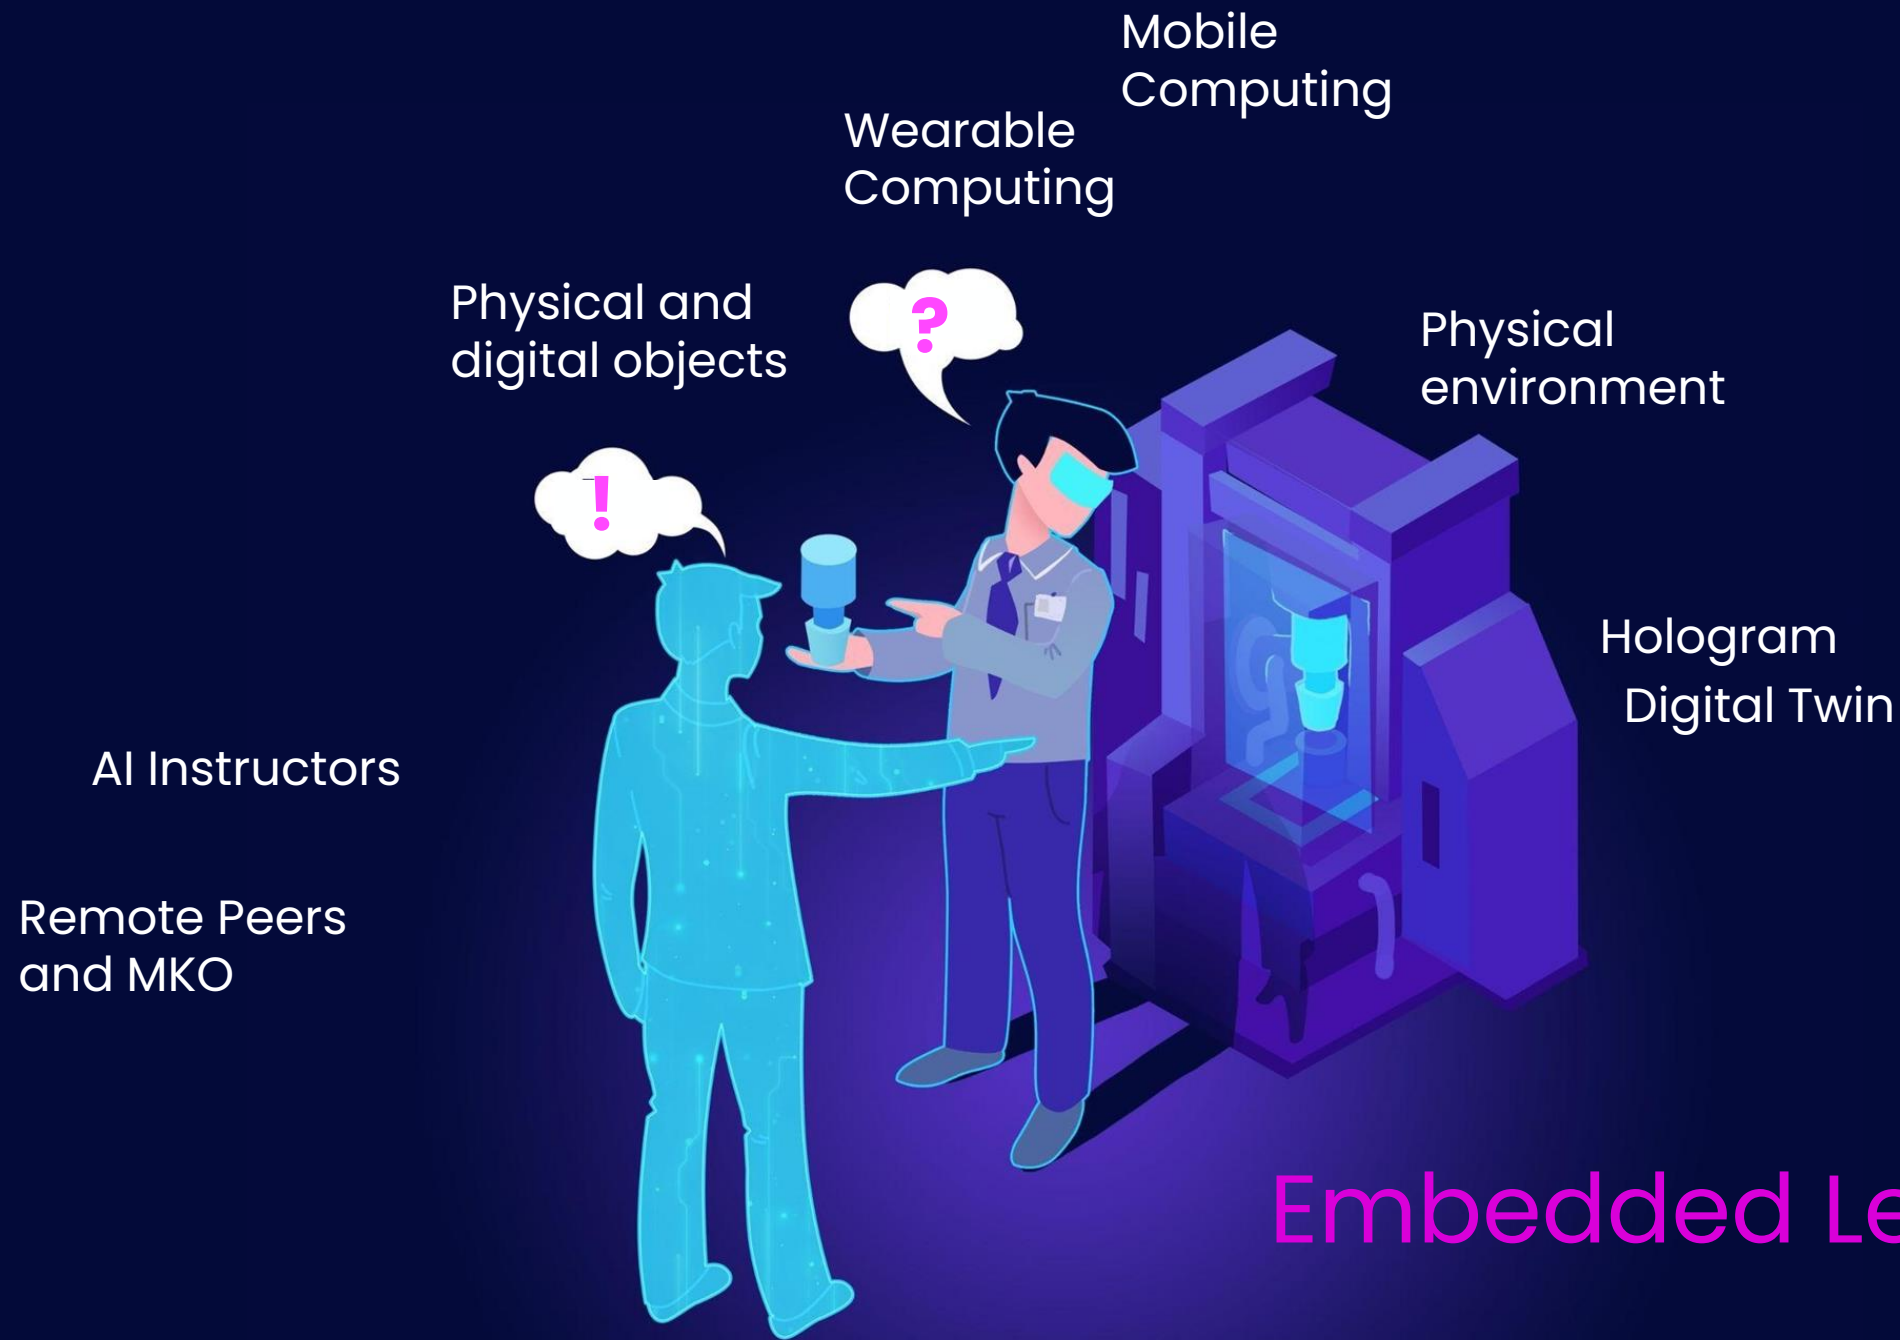 Mobile
Computing
Wearable
Computing
Physical and
digital objects
?
Physical
environment
!
Hologram
Digital Twin
AI Instructors
Remote Peers
and MKO
Embedded Le